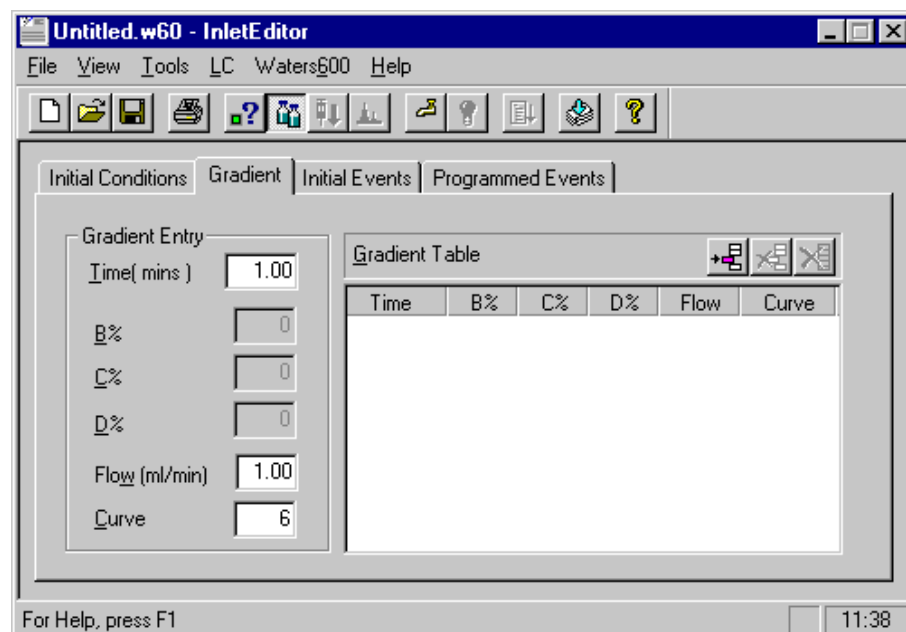 Untitled.w60 - InletEditor
File View Tools LC Waters600 Help
Initial Conditions Gradient Initial Events Programmed Events
Gradient Entry
Time( mins ) 1.00
B% 0
C% 0
D% 0
Flow (ml/min) 1.00
Curve 6
Gradient Table
Time B% C% D% Flow Curve
For Help, press F1 11:38